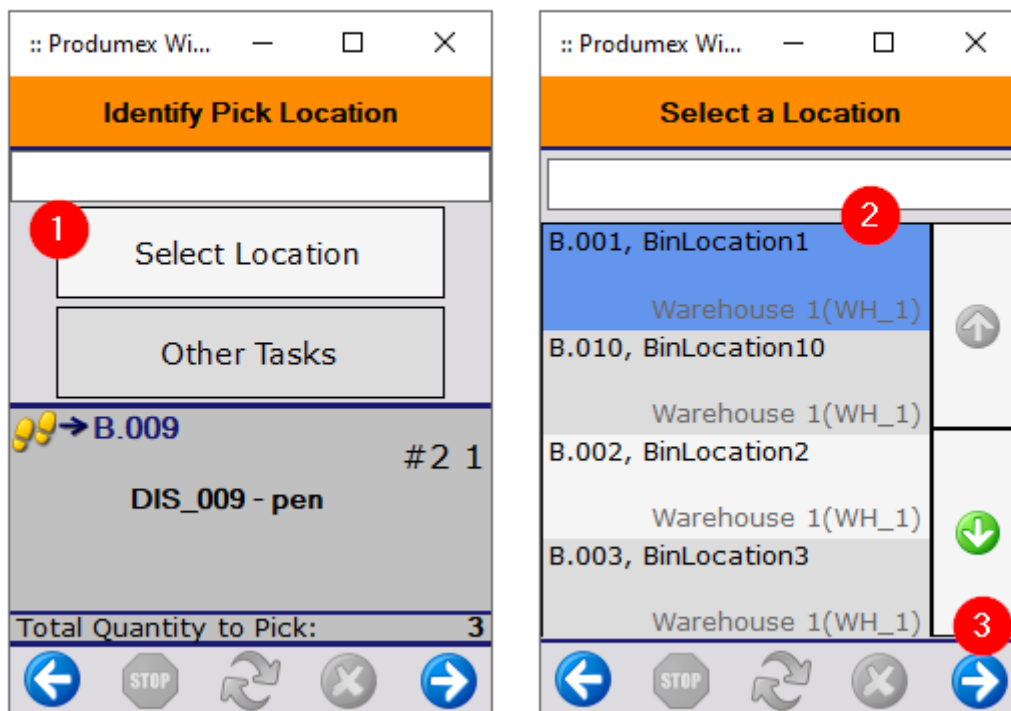 :: Produmex Wi...
Identify Pick Location
1
Select Location
Other Tasks
B.009
#2 1
DIS_009 - pen
Total Quantity to Pick: 3
STOP
:: Produmex Wi...
Select a Location
2
B.001, BinLocation1
Warehouse 1(WH_1)
B.010, BinLocation10
Warehouse 1(WH_1)
B.002, BinLocation2
Warehouse 1(WH_1)
B.003, BinLocation3
Warehouse 1(WH_1)
3
STOP